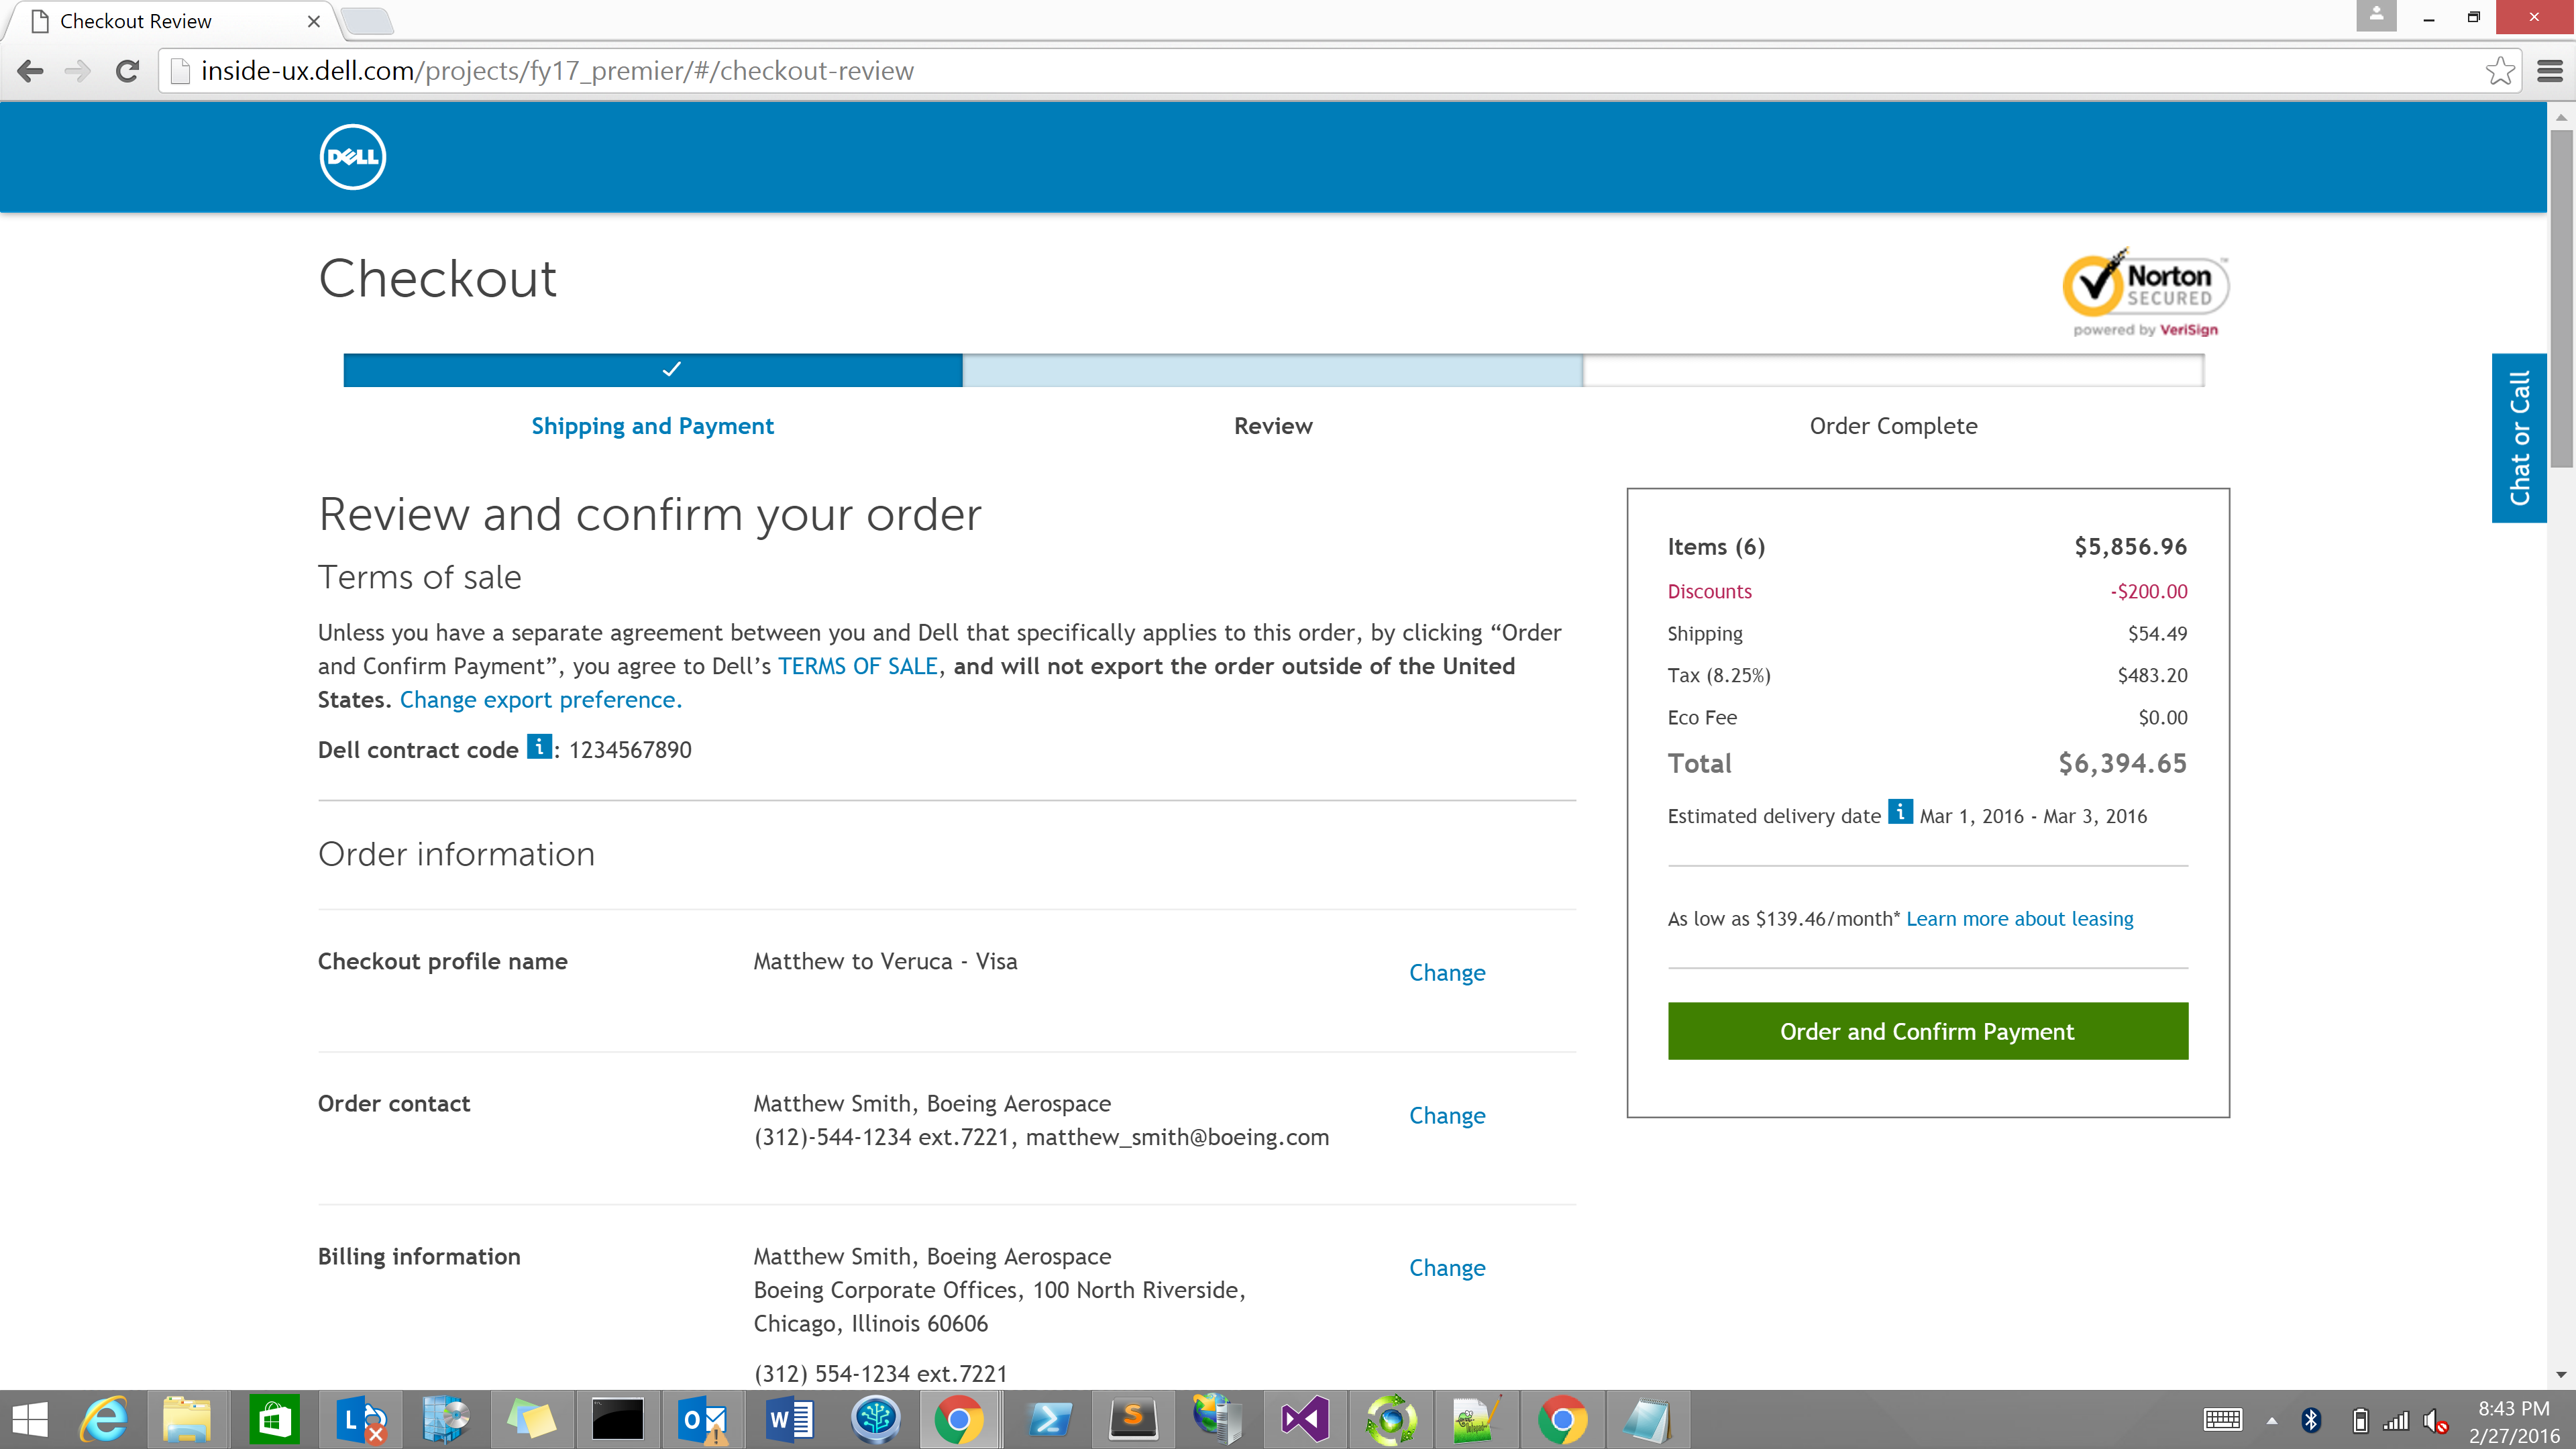 Checkout Review
inside-ux.dell.com/projects/fy17_premier/#/checkout-review
DELL
Checkout
Norton
SECURED
powered by VeriSign
Shipping and Payment
Review
Order Complete
Chat or Call
Review and confirm your order
Terms of sale
Unless you have a separate agreement between you and Dell that specifically applies to this order, by clicking “Order
and Confirm Payment”, you agree to Dell’s TERMS OF SALE, and will not export the order outside of the United
States. Change export preference.
Dell contract code i: 1234567890
Items (6) $5,856.96
Discounts -$200.00
Shipping $54.49
Tax (8.25%) $483.20
Eco Fee $0.00
Total $6,394.65
Estimated delivery date i Mar 1, 2016 - Mar 3, 2016
As low as $139.46/month* Learn more about leasing
Order and Confirm Payment
Order information
Checkout profile name Matthew to Veruca - Visa Change
Order contact Matthew Smith, Boeing Aerospace Change
(312)-544-1234 ext.7221, matthew_smith@boeing.com
Billing information Matthew Smith, Boeing Aerospace Change
Boeing Corporate Offices, 100 North Riverside,
Chicago, Illinois 60606
(312) 554-1234 ext.7221
8:43 PM
2/27/2016